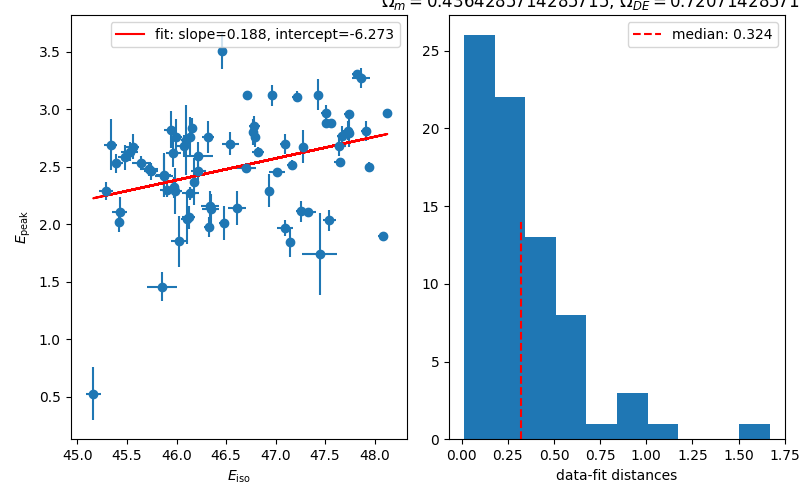 Ω_m = 0.4364285714285715, Ω_DE = 0.72071428571
fit: slope=0.188, intercept=-6.273
median: 0.324
3.5
3.0
2.5
2.0
1.5
1.0
0.5
E_peak
45.0 45.5 46.0 46.5 47.0 47.5 48.0
E_iso
25
20
15
10
5
0
0.00 0.25 0.50 0.75 1.00 1.25 1.50 1.75
data-fit distances